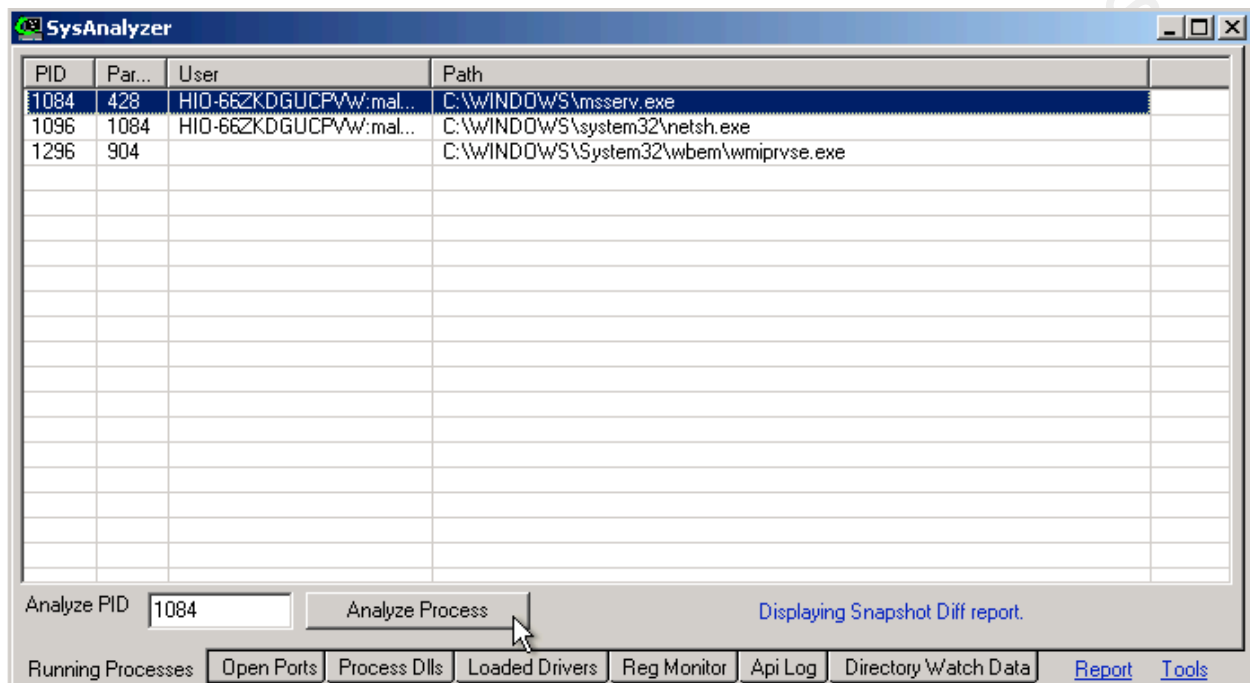 SysAnalyzer
PID Par... User Path
1084 428 HIO-66ZKDGUCPVW:mal... C:\WINDOWS\msserv.exe
1096 1084 HIO-66ZKDGUCPVW:mal... C:\WINDOWS\system32\netsh.exe
1296 904 C:\WINDOWS\System32\wbem\wmiprvse.exe
Analyze PID 1084 Analyze Process Displaying Snapshot Diff report.
Running Processes Open Ports Process Dlls Loaded Drivers Reg Monitor Api Log Directory Watch Data Report Tools